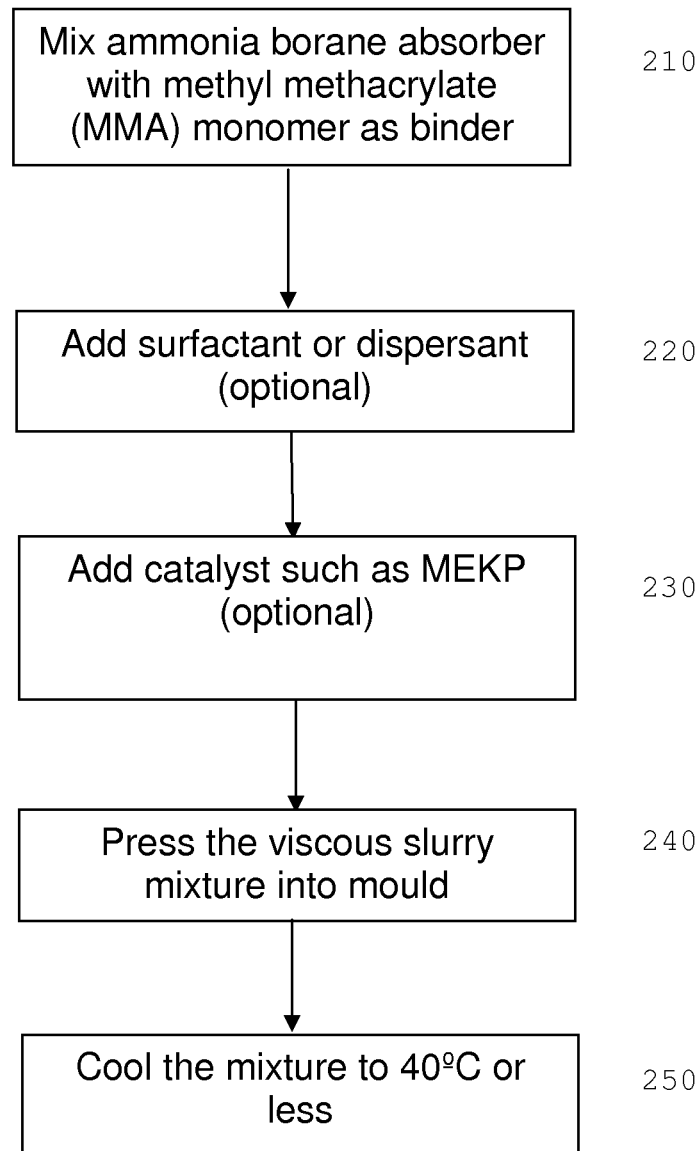 Mix ammonia borane absorber
with methyl methacrylate
(MMA) monomer as binder
210
Add surfactant or dispersant
(optional)
220
Add catalyst such as MEKP
(optional)
230
Press the viscous slurry
mixture into mould
240
Cool the mixture to 40ºC or
less
250